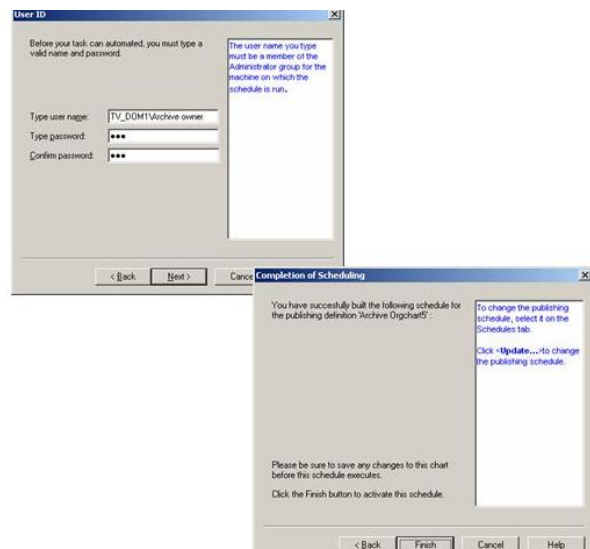 User ID
Before your task can automated, you must type a
valid name and password.
The user name you type
must be a member of the
Administrator group for the
machine on which the
schedule is run.
Type user name: TV_DOM1\Archive owner
Type password: •••
Confirm password: •••
< Back
Next >
Cance
Completion of Scheduling
You have succesfully built the following schedule for
the publishing definition 'Archive Orgchart5' :
To change the publishing
schedule, select it on the
Schedules tab.
Click <Update...>to change
the publishing schedule.
Please be sure to save any changes to this chart
before this schedule executes.
Click the Finish button to activate this schedule.
< Back
Finish
Cancel
Help